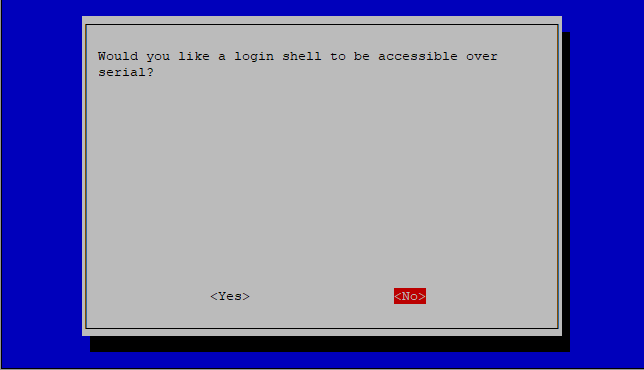 Would you like a login shell to be accessible over
serial?
<Yes> <No>